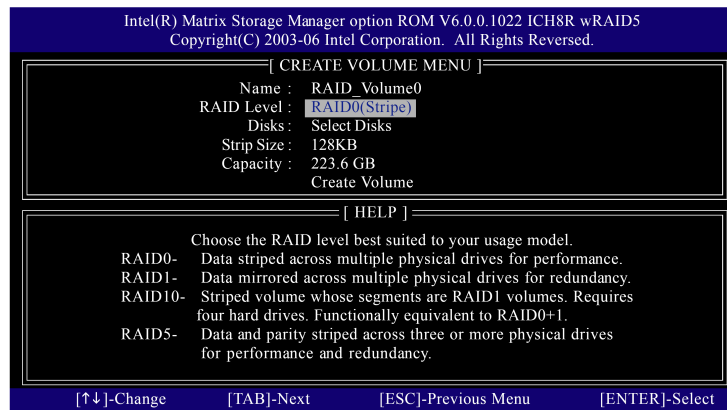 Intel(R) Matrix Storage Manager option ROM V6.0.0.1022 ICH8R wRAID5
Copyright(C) 2003-06 Intel Corporation. All Rights Reversed.
[ CREATE VOLUME MENU ]
Name : RAID_Volume0
RAID Level : RAID0(Stripe)
Disks : Select Disks
Strip Size : 128KB
Capacity : 223.6 GB
Create Volume
[ HELP ]
Choose the RAID level best suited to your usage model.
RAID0- Data striped across multiple physical drives for performance.
RAID1- Data mirrored across multiple physical drives for redundancy.
RAID10- Striped volume whose segments are RAID1 volumes. Requires
four hard drives. Functionally equivalent to RAID0+1.
RAID5- Data and parity striped across three or more physical drives
for performance and redundancy.
[↑↓]-Change [TAB]-Next [ESC]-Previous Menu [ENTER]-Select